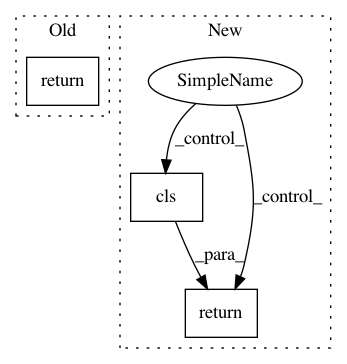 Old
New
return
SimpleName
_control_
cls
_control_
_para_
return